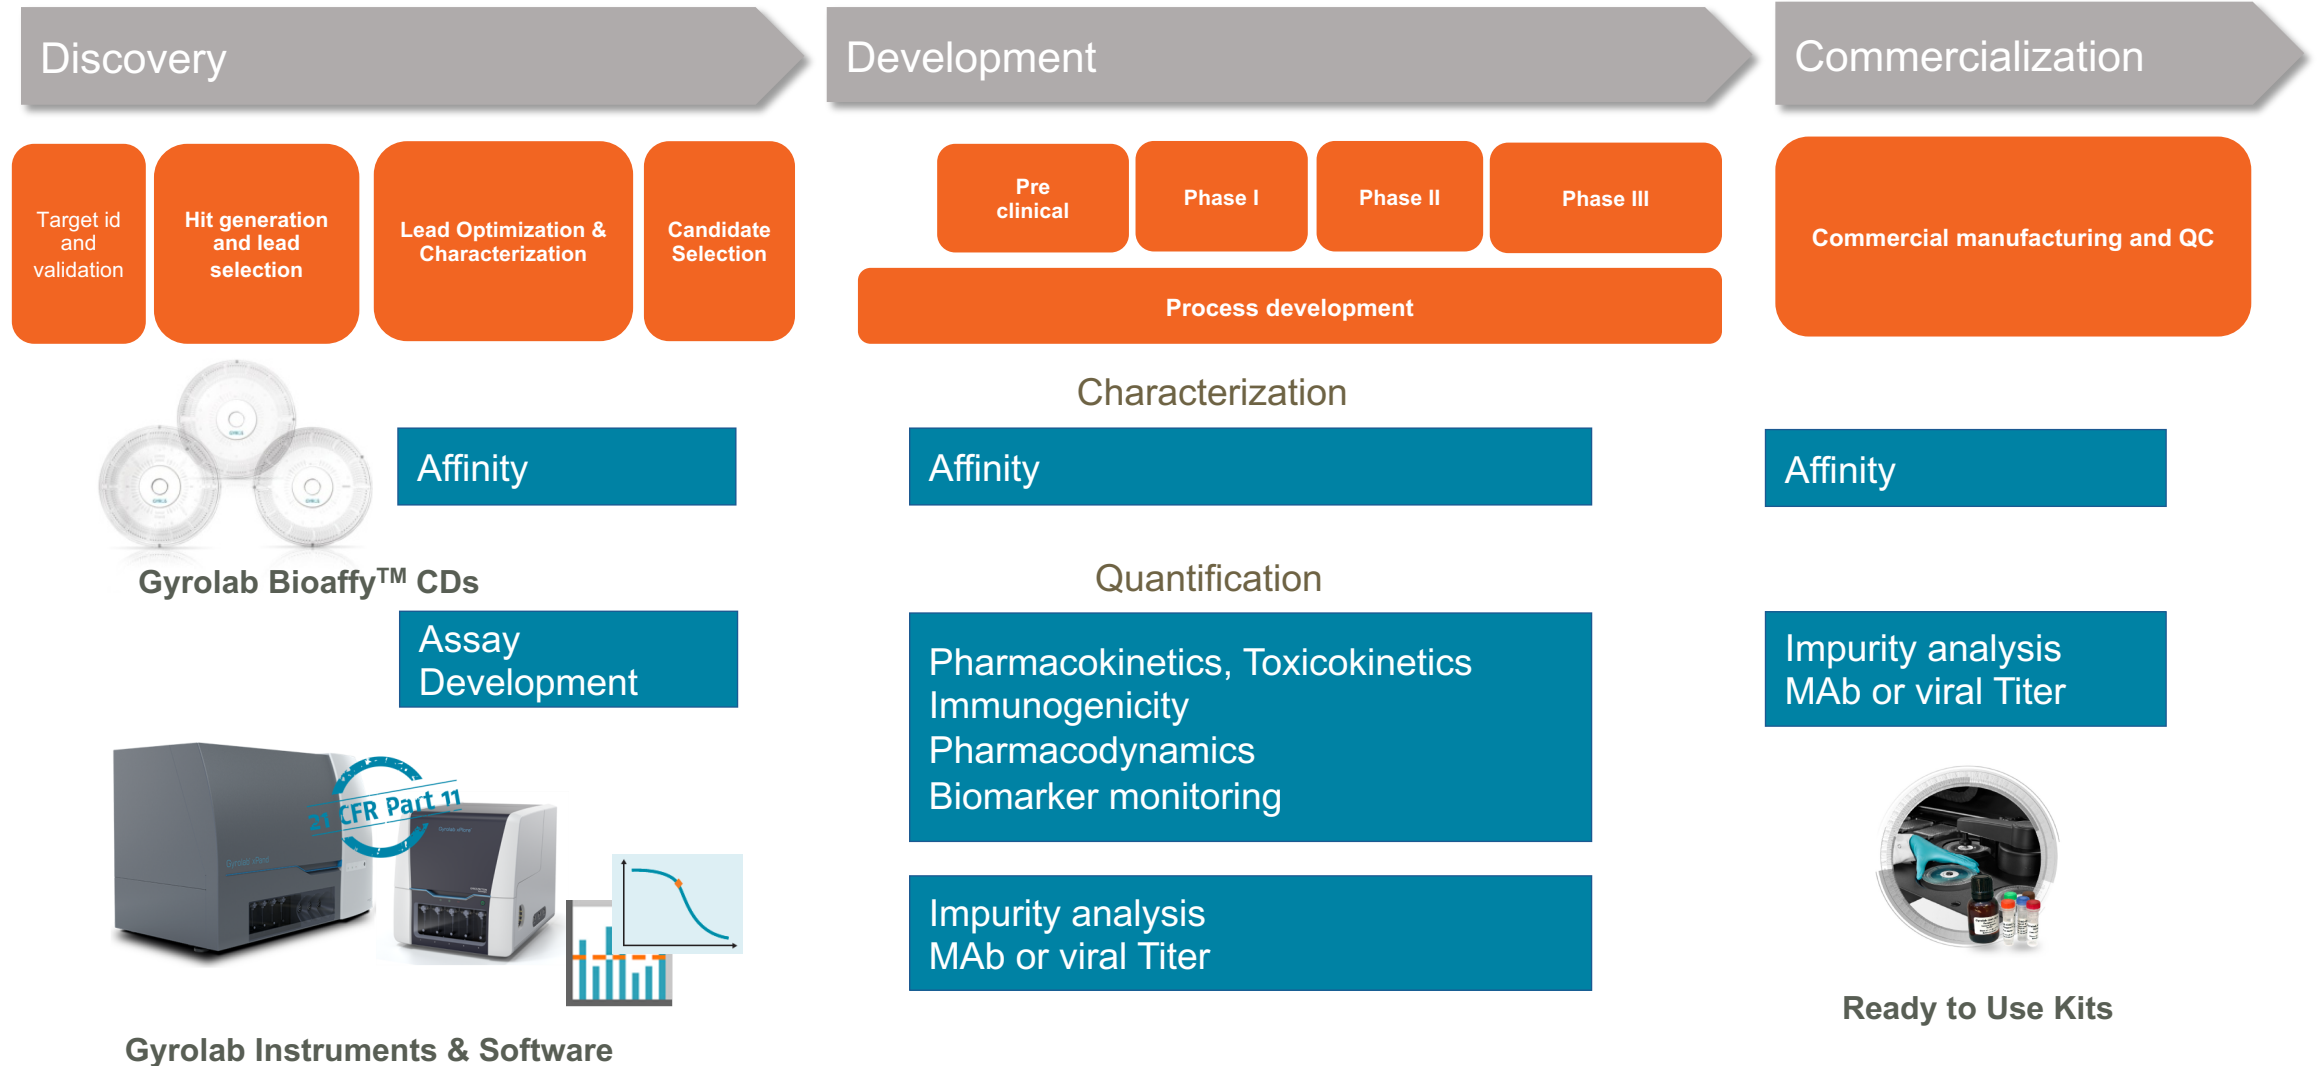 Discovery
Development
Commercialization
Target id
and
validation
Hit generation
and lead
selection
Lead Optimization &
Characterization
Candidate
Selection
Pre
clinical
Phase I
Phase II
Phase III
Process development
Commercial manufacturing and QC
Characterization
Affinity
Affinity
Affinity
Gyrolab Bioaffy™ CDs
Quantification
Assay
Development
Pharmacokinetics, Toxicokinetics
Immunogenicity
Pharmacodynamics
Biomarker monitoring
Impurity analysis
MAb or viral Titer
Impurity analysis
MAb or viral Titer
21 CFR Part 11
Gyrolab xPand
Ready to Use Kits
Gyrolab Instruments & Software